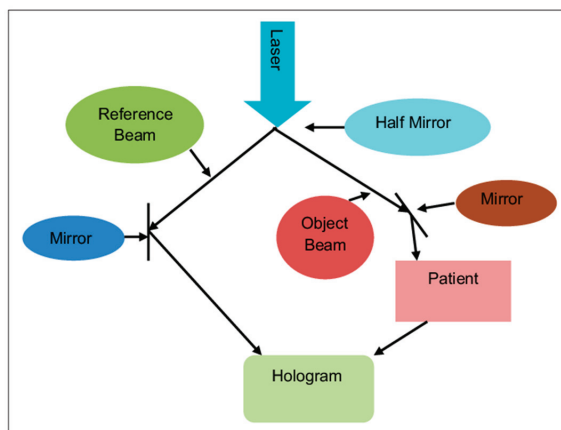 Laser
Reference
Beam
Half Mirror
Mirror
Object
Beam
Mirror
Patient
Hologram